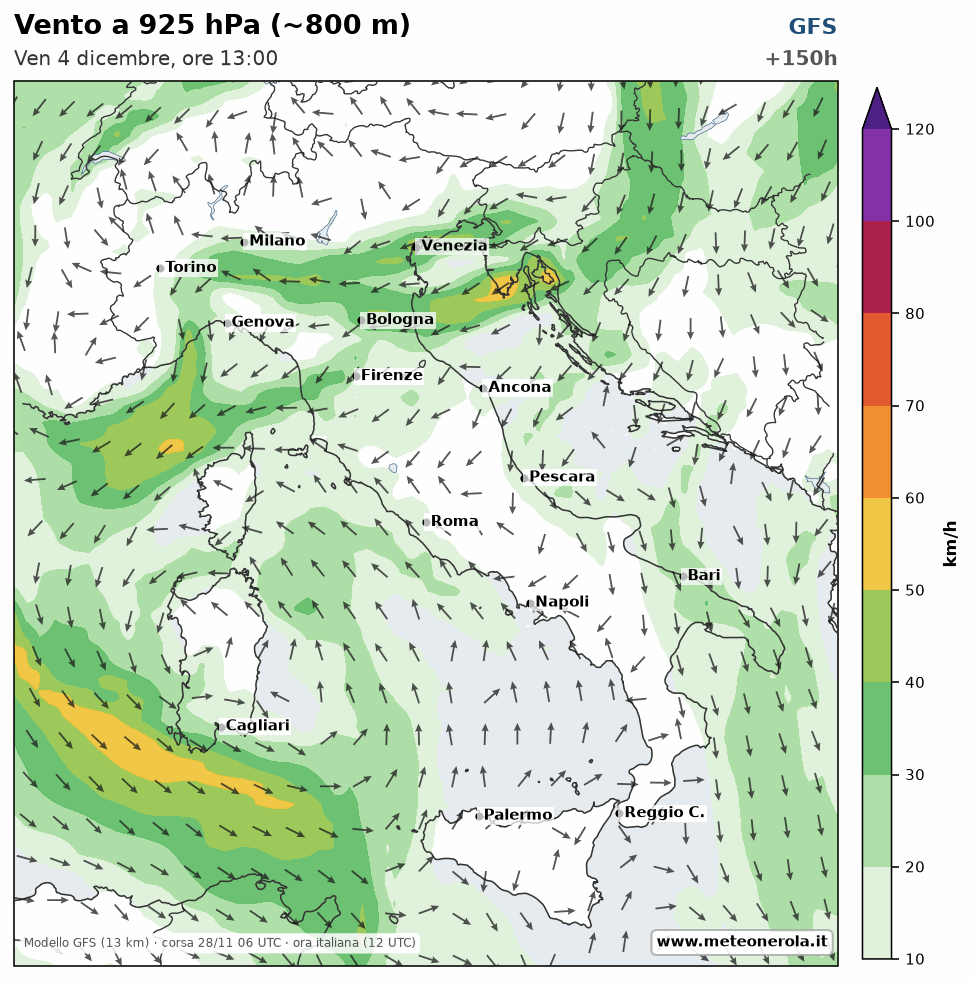 Vento a 925 hPa (~800 m)
GFS
Ven 4 dicembre, ore 13:00
+150h
120
100
80
70
60
50
40
30
20
10
km/h
Milano
Venezia
Torino
Genova
Bologna
Firenze
Ancona
Pescara
Roma
Bari
Napoli
Cagliari
Palermo
Reggio C.
Modello GFS (13 km) · corsa 28/11 06 UTC · ora italiana (12 UTC)
www.meteonerola.it